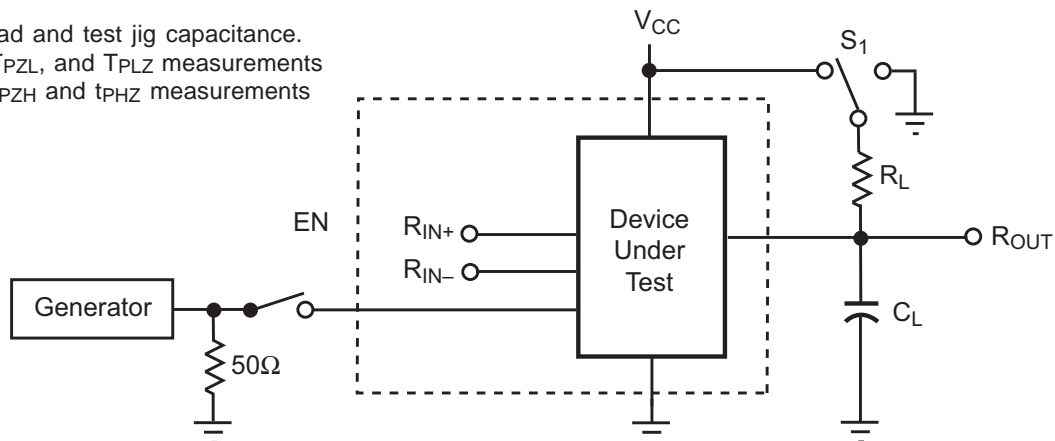 ad and test jig capacitance.
TPZL, and TPLZ measurements
PZH and tPHZ measurements
VCC
S1
RL
EN
RIN+
RIN–
Device
Under
Test
ROUT
Generator
50Ω
CL